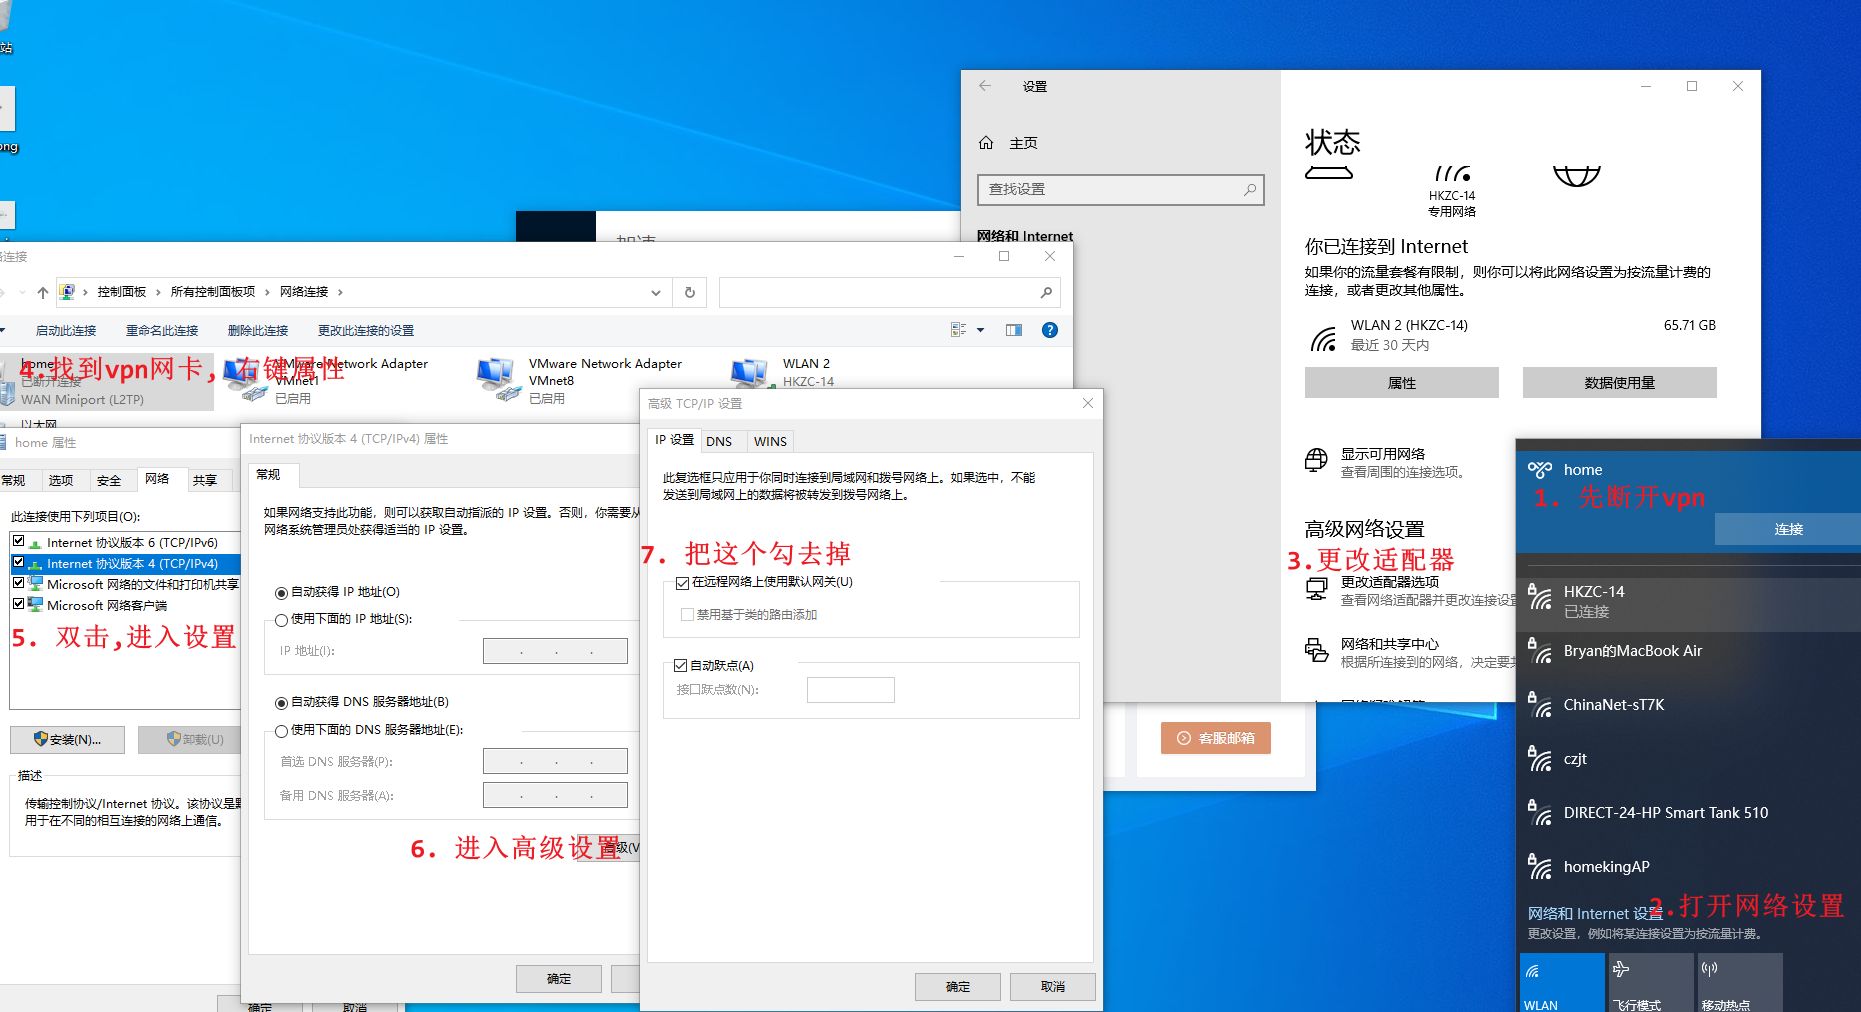 站
ong
设置
主页
查找设置
网络和 Internet
状态
HKZC-14
专用网络
你已连接到 Internet
如果你的流量套餐有限制，则你可以将此网络设置为按流量计费的
连接，或者更改其他属性。
WLAN 2 (HKZC-14)
65.71 GB
最近 30 天内
属性
数据使用量
显示可用网络
查看周围的连接选项。
高级网络设置
3.更改适配器
更改适配器选项
查看网络适配器并更改连接设
网络和共享中心
根据所连接到的网络，决定要
客服邮箱
络连接
控制面板 › 所有控制面板项 › 网络连接 ›
启动此连接 重命名此连接 删除此连接 更改此连接的设置
home
已断开连接
WAN Miniport (L2TP)
4.找到vpn网卡，右键属性
VMware Network Adapter
VMnet1
已启用
VMware Network Adapter
VMnet8
已启用
WLAN 2
HKZC-14
以太网
home 属性
常规 选项 安全 网络 共享
此连接使用下列项目(O):
Internet 协议版本 6 (TCP/IPv6)
Internet 协议版本 4 (TCP/IPv4)
Microsoft 网络的文件和打印机共享
Microsoft 网络客户端
5. 双击,进入设置
安装(N)...
卸载(U)
描述
传输控制协议/Internet 协议。该协议是
用于在不同的相互连接的网络上通信。
确定
取消
Internet 协议版本 4 (TCP/IPv4) 属性
常规
如果网络支持此功能，则可以获取自动指派的 IP 设置。否则，你需要从
网络系统管理员处获得适当的 IP 设置。
自动获得 IP 地址(O)
使用下面的 IP 地址(S):
IP 地址(I):
自动获得 DNS 服务器地址(B)
使用下面的 DNS 服务器地址(E):
首选 DNS 服务器(P):
备用 DNS 服务器(A):
6. 进入高级设置
高级(V
确定
高级 TCP/IP 设置
IP 设置 DNS WINS
此复选框只应用于你同时连接到局域网和拨号网络上。如果选中，不能
发送到局域网上的数据将被转发到拨号网络上。
7. 把这个勾去掉
在远程网络上使用默认网关(U)
禁用基于类的路由添加
自动跃点(A)
接口跃点数(N):
确定
取消
home
1. 先断开vpn
连接
HKZC-14
已连接
Bryan的MacBook Air
ChinaNet-sT7K
czjt
DIRECT-24-HP Smart Tank 510
homekingAP
网络和 Internet 设置
2.打开网络设置
更改设置，例如将某连接设置为按流量计费。
WLAN
飞行模式
移动热点